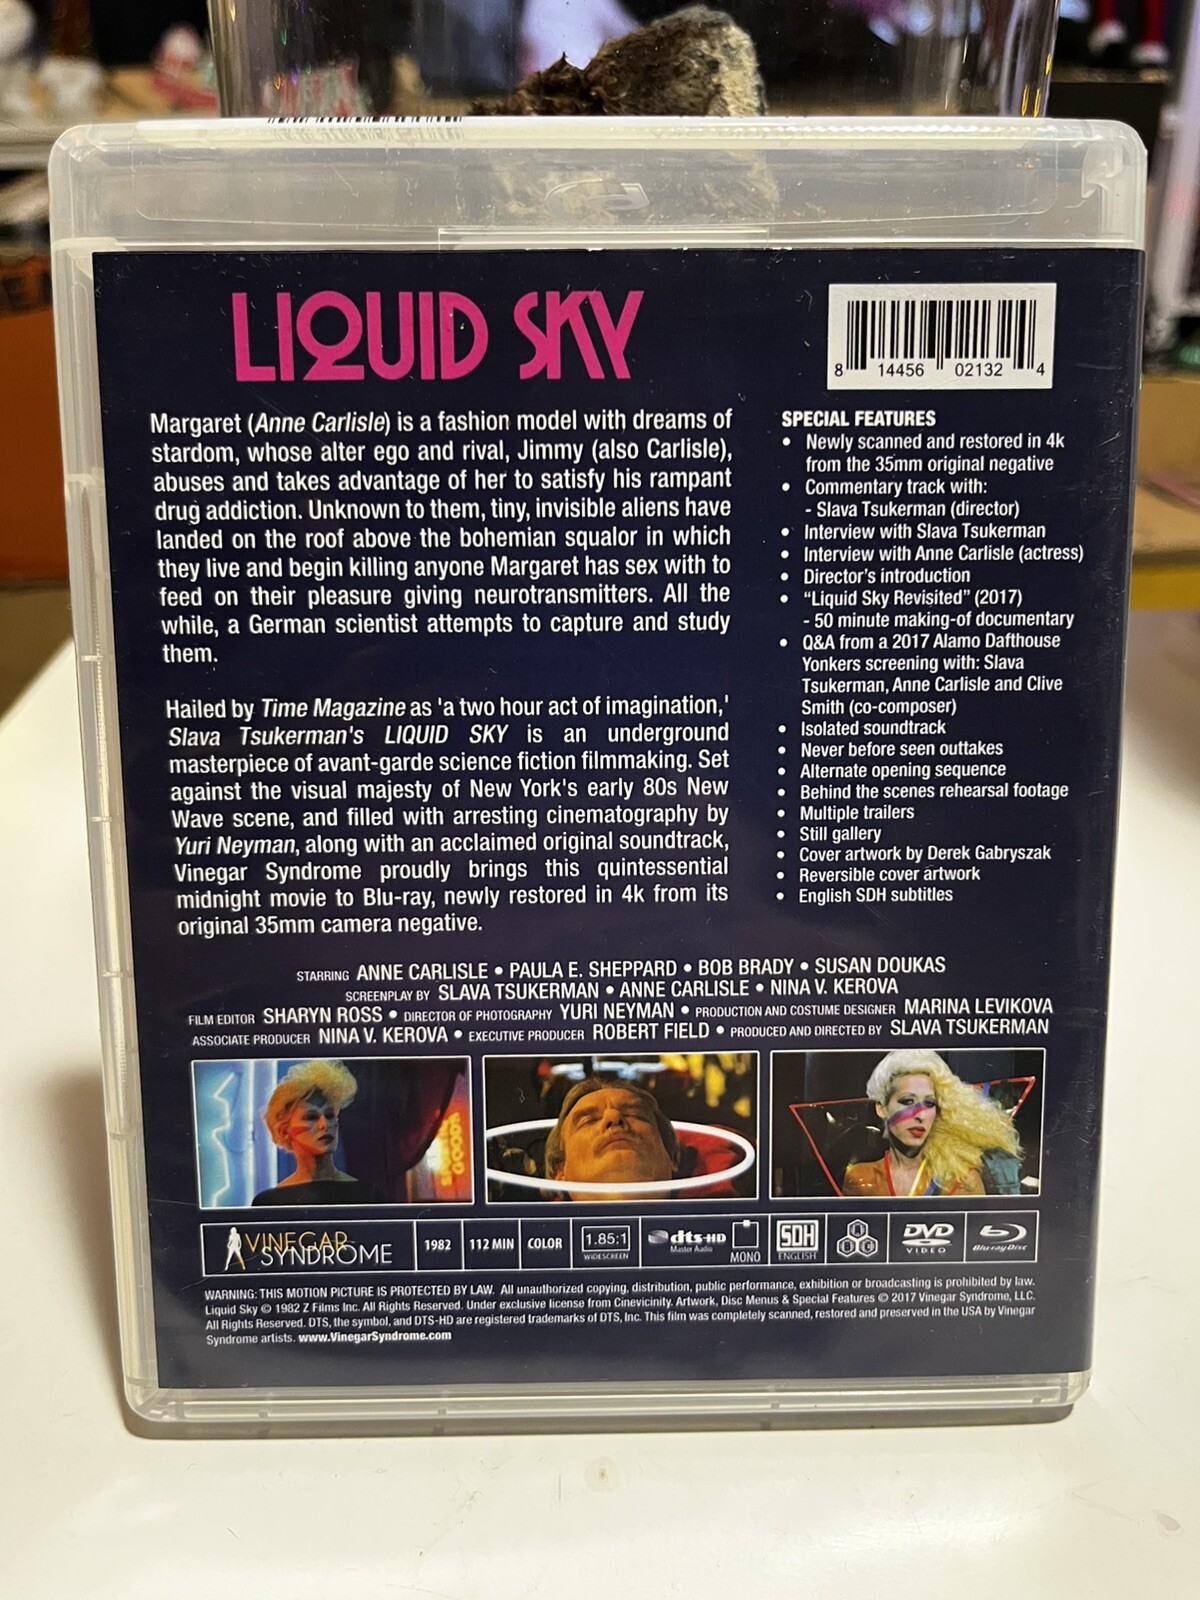 LIQUID SKY
8 14456 02132 4
Margaret (Anne Carlisle) is a fashion model with dreams of
stardom, whose alter ego and rival, Jimmy (also Carlisle),
abuses and takes advantage of her to satisfy his rampant
drug addiction. Unknown to them, tiny, invisible aliens have
landed on the roof above the bohemian squalor in which
they live and begin killing anyone Margaret has sex with to
feed on their pleasure giving neurotransmitters. All the
while, a German scientist attempts to capture and study
them.
Hailed by Time Magazine as 'a two hour act of imagination,'
Slava Tsukerman's LIQUID SKY is an underground
masterpiece of avant-garde science fiction filmmaking. Set
against the visual majesty of New York's early 80s New
Wave scene, and filled with arresting cinematography by
Yuri Neyman, along with an acclaimed original soundtrack,
Vinegar Syndrome proudly brings this quintessential
midnight movie to Blu-ray, newly restored in 4k from its
original 35mm camera negative.
SPECIAL FEATURES
• Newly scanned and restored in 4k
from the 35mm original negative
• Commentary track with:
- Slava Tsukerman (director)
• Interview with Slava Tsukerman
• Interview with Anne Carlisle (actress)
• Director's introduction
• “Liquid Sky Revisited” (2017)
- 50 minute making-of documentary
• Q&A from a 2017 Alamo Dafthouse
Yonkers screening with: Slava
Tsukerman, Anne Carlisle and Clive
Smith (co-composer)
• Isolated soundtrack
• Never before seen outtakes
• Alternate opening sequence
• Behind the scenes rehearsal footage
• Multiple trailers
• Still gallery
• Cover artwork by Derek Gabryszak
• Reversible cover artwork
• English SDH subtitles
STARRING ANNE CARLISLE • PAULA E. SHEPPARD • BOB BRADY • SUSAN DOUKAS
SCREENPLAY BY SLAVA TSUKERMAN • ANNE CARLISLE • NINA V. KEROVA
FILM EDITOR SHARYN ROSS • DIRECTOR OF PHOTOGRAPHY YURI NEYMAN • PRODUCTION AND COSTUME DESIGNER MARINA LEVIKOVA
ASSOCIATE PRODUCER NINA V. KEROVA • EXECUTIVE PRODUCER ROBERT FIELD • PRODUCED AND DIRECTED BY SLAVA TSUKERMAN
GOODS
VINEGAR
SYNDROME
1982
112 MIN
COLOR
1.85:1
WIDESCREEN
dts-HD
Master Audio
MONO
SDH
ENGLISH
DVD
VIDEO
Blu-ray Disc
WARNING: THIS MOTION PICTURE IS PROTECTED BY LAW. All unauthorized copying, distribution, public performance, exhibition or broadcasting is prohibited by law.
Liquid Sky © 1982 Z Films Inc. All Rights Reserved. Under exclusive license from Cinevicinity. Artwork, Disc Menus & Special Features © 2017 Vinegar Syndrome, LLC.
All Rights Reserved. DTS, the symbol, and DTS-HD are registered trademarks of DTS, Inc. This film was completely scanned, restored and preserved in the USA by Vinegar
Syndrome artists. www.VinegarSyndrome.com